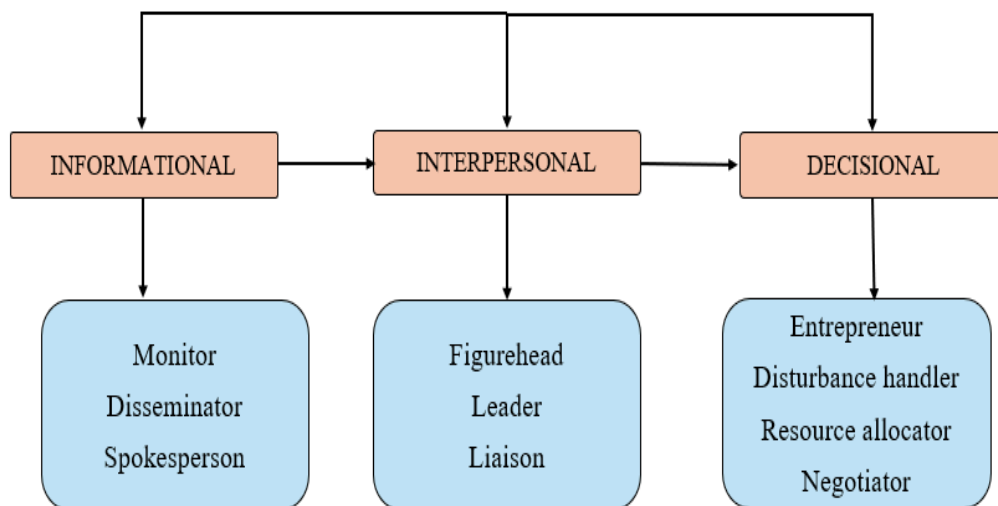 INFORMATIONAL
INTERPERSONAL
DECISIONAL
Monitor
Disseminator
Spokesperson
Figurehead
Leader
Liaison
Entrepreneur
Disturbance handler
Resource allocator
Negotiator